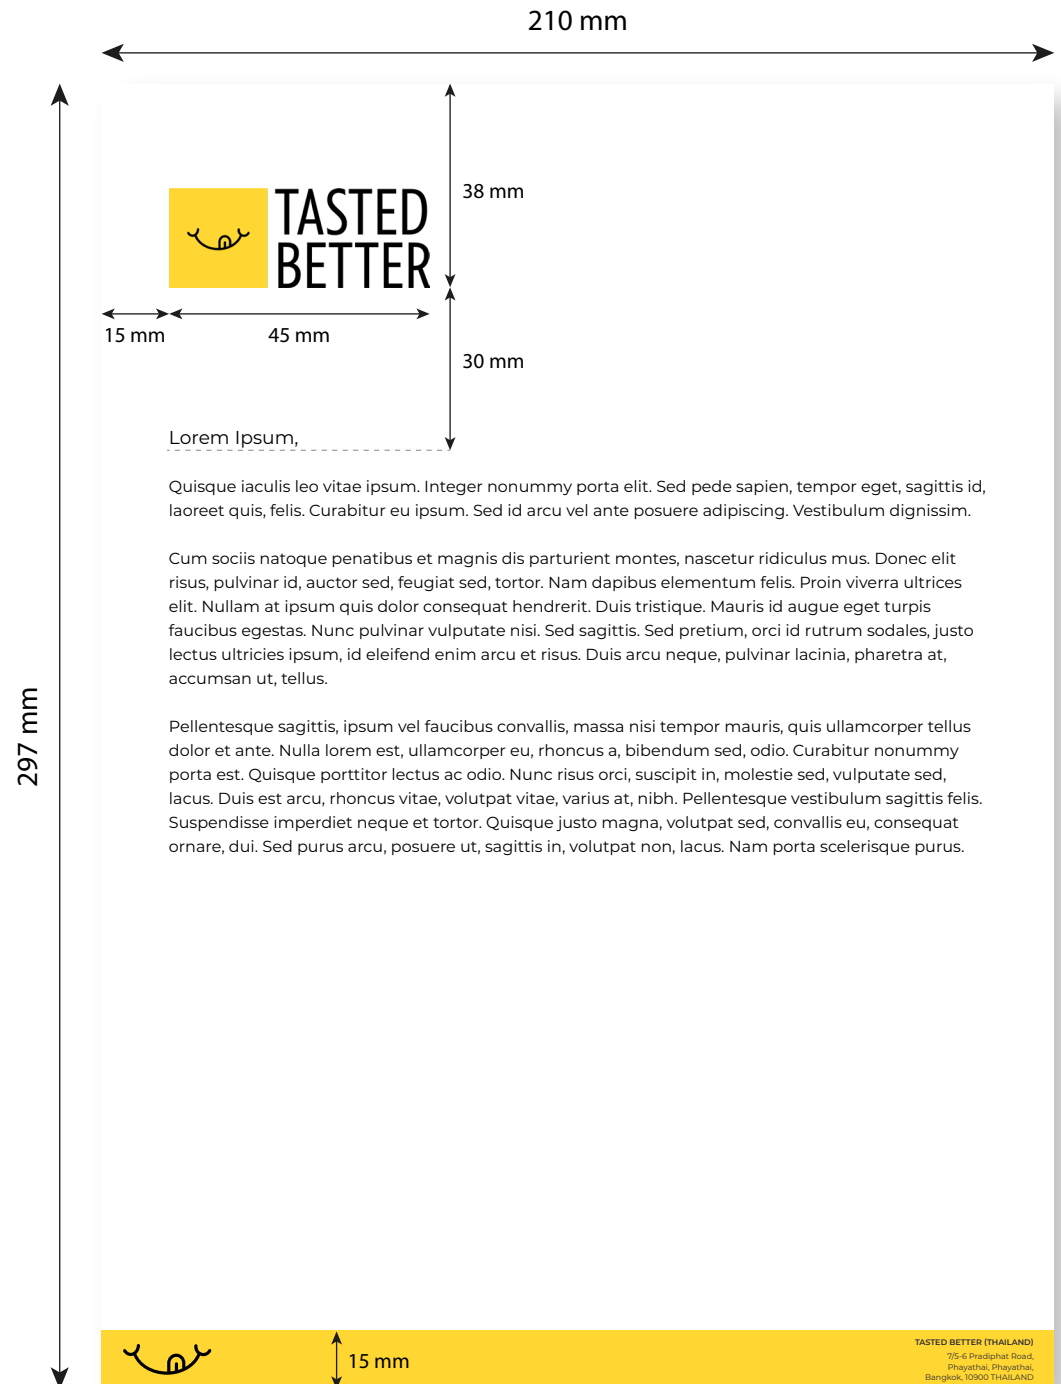 210 mm
38 mm
TASTED
BETTER
15 mm
45 mm
30 mm
Lorem Ipsum,
Quisque iaculis leo vitae ipsum. Integer nonummy porta elit. Sed pede sapien, tempor eget, sagittis id,
laoreet quis, felis. Curabitur eu ipsum. Sed id arcu vel ante posuere adipiscing. Vestibulum dignissim.
Cum sociis natoque penatibus et magnis dis parturient montes, nascetur ridiculus mus. Donec elit
risus, pulvinar id, auctor sed, feugiat sed, tortor. Nam dapibus elementum felis. Proin viverra ultrices
elit. Nullam at ipsum quis dolor consequat hendrerit. Duis tristique. Mauris id augue eget turpis
faucibus egestas. Nunc pulvinar vulputate nisi. Sed sagittis. Sed pretium, orci id rutrum sodales, justo
lectus ultricies ipsum, id eleifend enim arcu et risus. Duis arcu neque, pulvinar lacinia, pharetra at,
accumsan ut, tellus.
Pellentesque sagittis, ipsum vel faucibus convallis, massa nisi tempor mauris, quis ullamcorper tellus
dolor et ante. Nulla lorem est, ullamcorper eu, rhoncus a, bibendum sed, odio. Curabitur nonummy
porta est. Quisque porttitor lectus ac odio. Nunc risus orci, suscipit in, molestie sed, vulputate sed,
lacus. Duis est arcu, rhoncus vitae, volutpat vitae, varius at, nibh. Pellentesque vestibulum sagittis felis.
Suspendisse imperdiet neque et tortor. Quisque justo magna, volutpat sed, convallis eu, consequat
ornare, dui. Sed purus arcu, posuere ut, sagittis in, volutpat non, lacus. Nam porta scelerisque purus.
297 mm
15 mm
TASTED BETTER (THAILAND)
7/5-6 Pradiphat Road,
Phayathai, Phayathai,
Bangkok, 10900 THAILAND